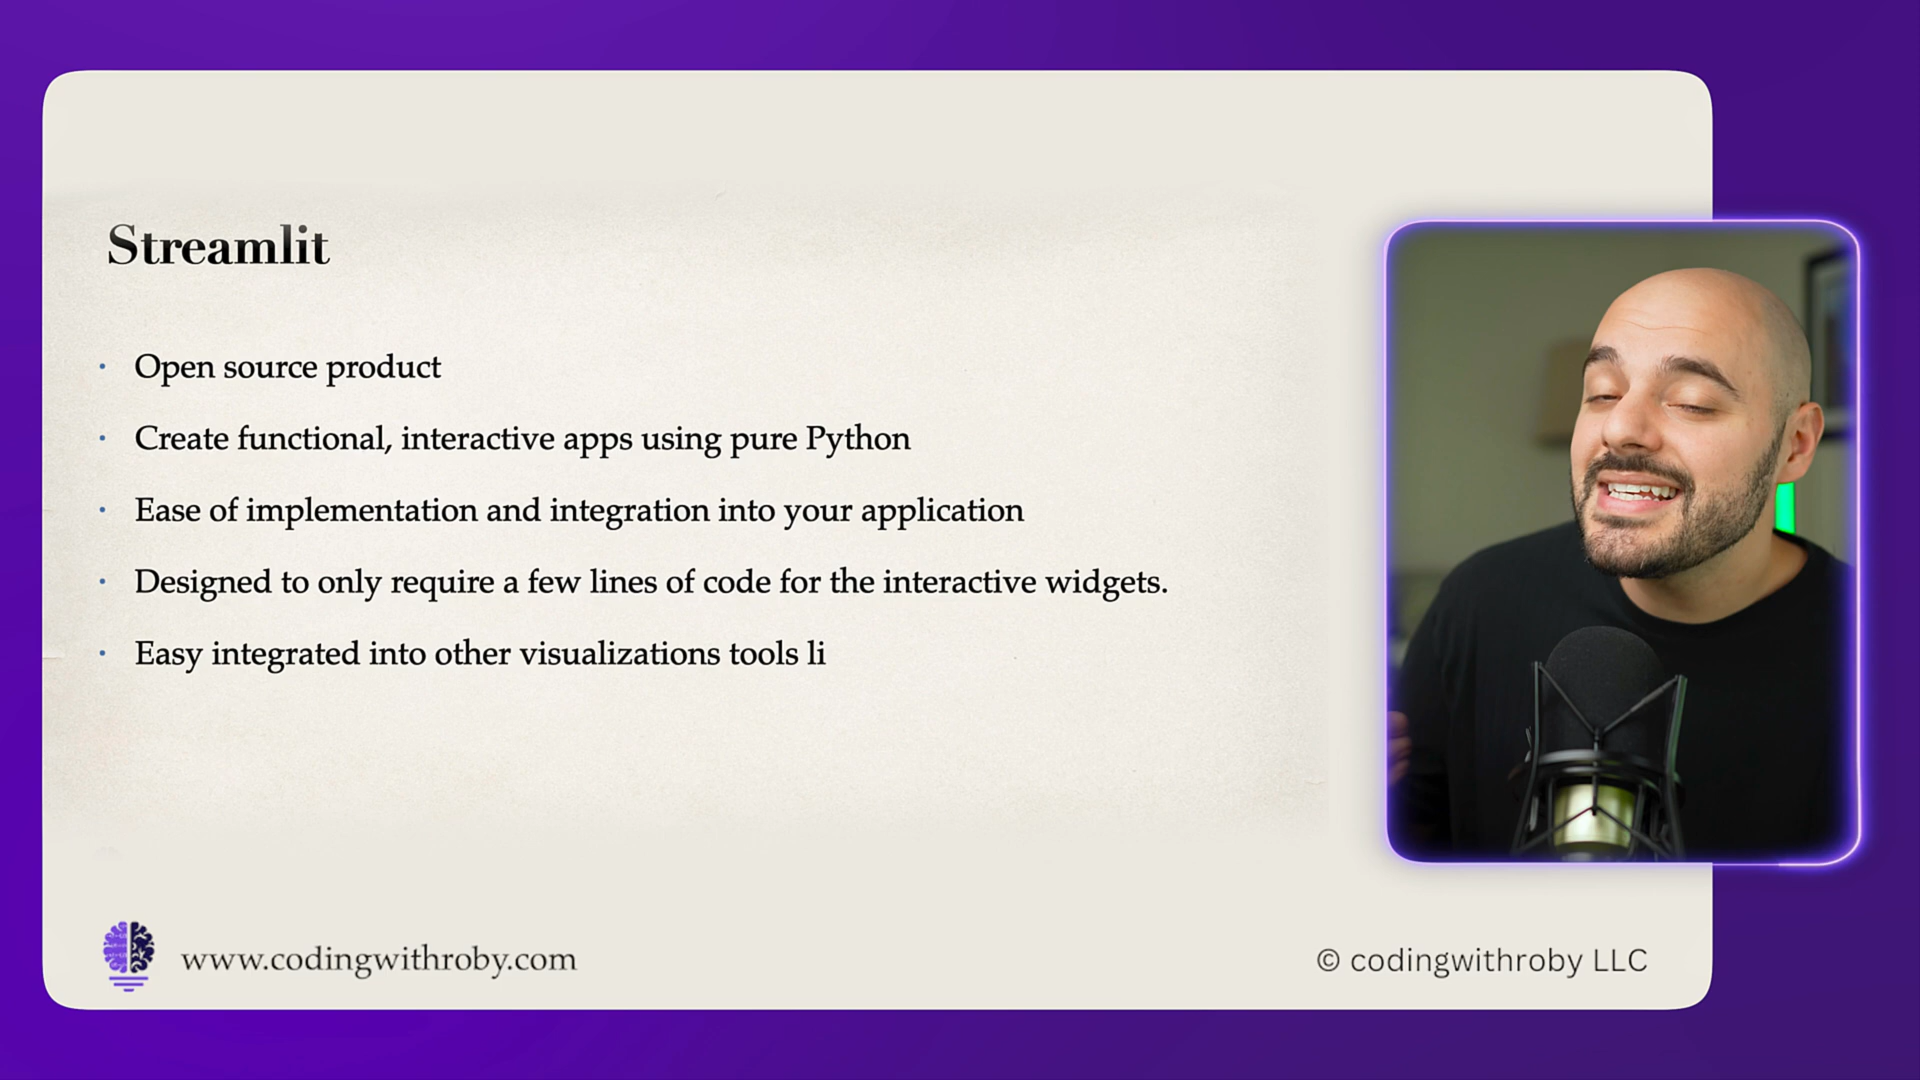 Streamlit
· Open source product
· Create functional, interactive apps using pure Python
· Ease of implementation and integration into your application
· Designed to only require a few lines of code for the interactive widgets.
· Easy integrated into other visualizations tools li
www.codingwithroby.com
© codingwithroby LLC